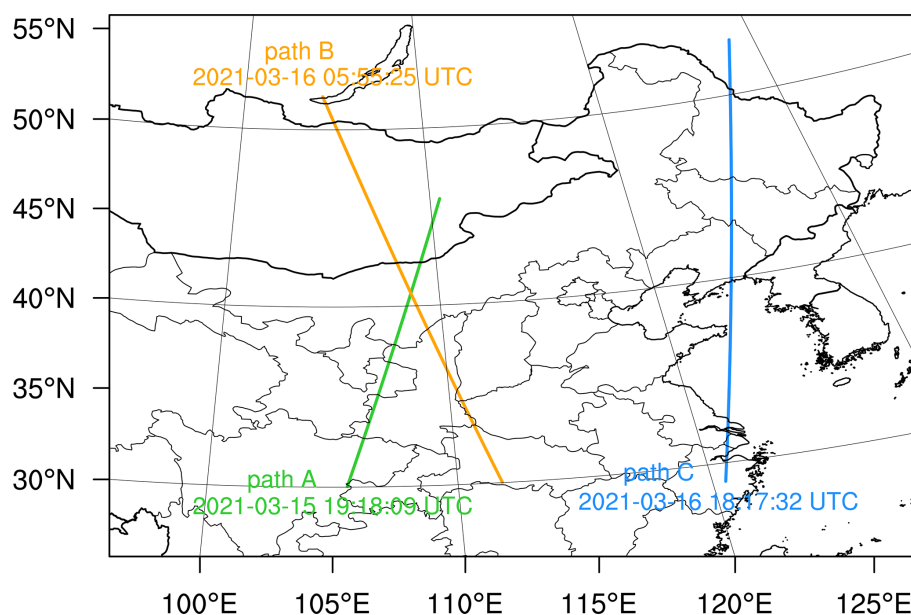 55°N
path B
2021-03-16 05:55:25 UTC
50°N
45°N
40°N
35°N
30°N
path A
2021-03-15 19:18:09 UTC
path C
2021-03-16 18:17:32 UTC
100°E
105°E
110°E
115°E
120°E
125°E